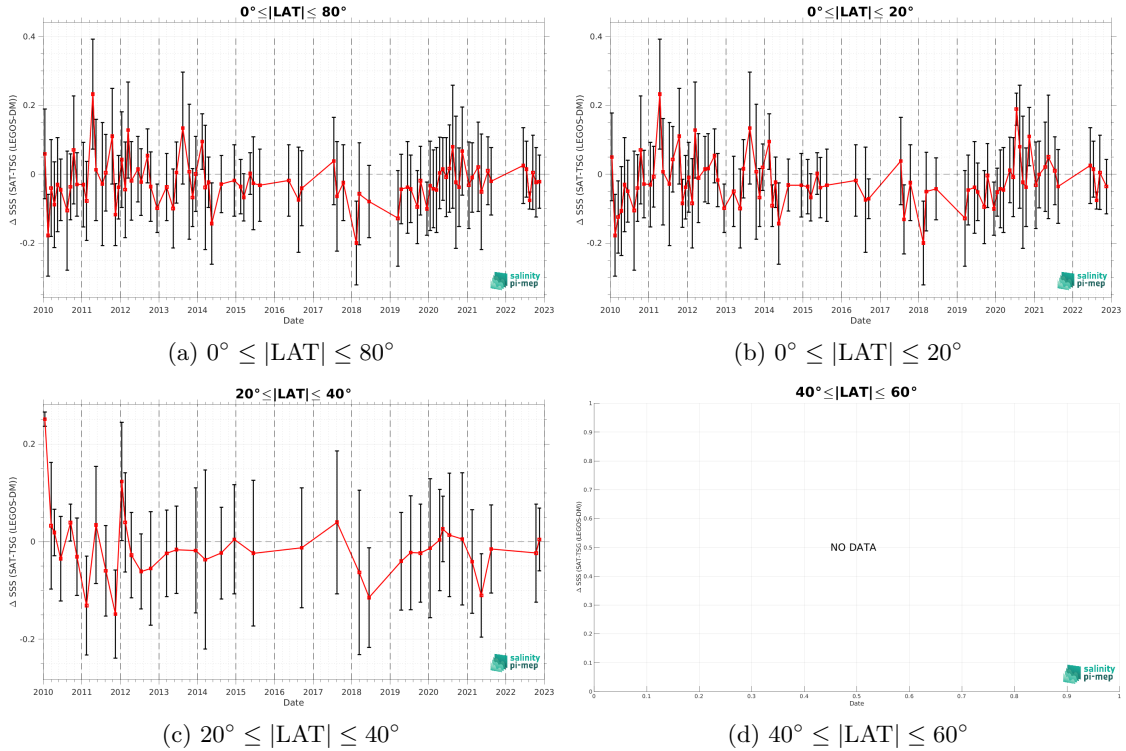 0°≤|LAT|≤ 80°
0.4
0.2
0
-0.2
Δ SSS (SAT-TSG (LEGOS-DM))
2010 2011 2012 2013 2014 2015 2016 2017 2018 2019 2020 2021 2022 2023
Date
salinity
pi-mep
(a) 0° ≤ |LAT| ≤ 80°
0°≤|LAT|≤ 20°
0.4
0.2
0
-0.2
Δ SSS (SAT-TSG (LEGOS-DM))
2010 2011 2012 2013 2014 2015 2016 2017 2018 2019 2020 2021 2022 2023
Date
salinity
pi-mep
(b) 0° ≤ |LAT| ≤ 20°
20°≤|LAT|≤ 40°
0.2
0
-0.2
Δ SSS (SAT-TSG (LEGOS-DM))
2010 2011 2012 2013 2014 2015 2016 2017 2018 2019 2020 2021 2022 2023
Date
salinity
pi-mep
(c) 20° ≤ |LAT| ≤ 40°
40°≤|LAT|≤ 60°
1
0.9
0.8
0.7
0.6
0.5
0.4
0.3
0.2
0.1
0
Δ SSS (SAT-TSG (LEGOS-DM))
NO DATA
0 0.1 0.2 0.3 0.4 0.5 0.6 0.7 0.8 0.9 1
Date
salinity
pi-mep
(d) 40° ≤ |LAT| ≤ 60°